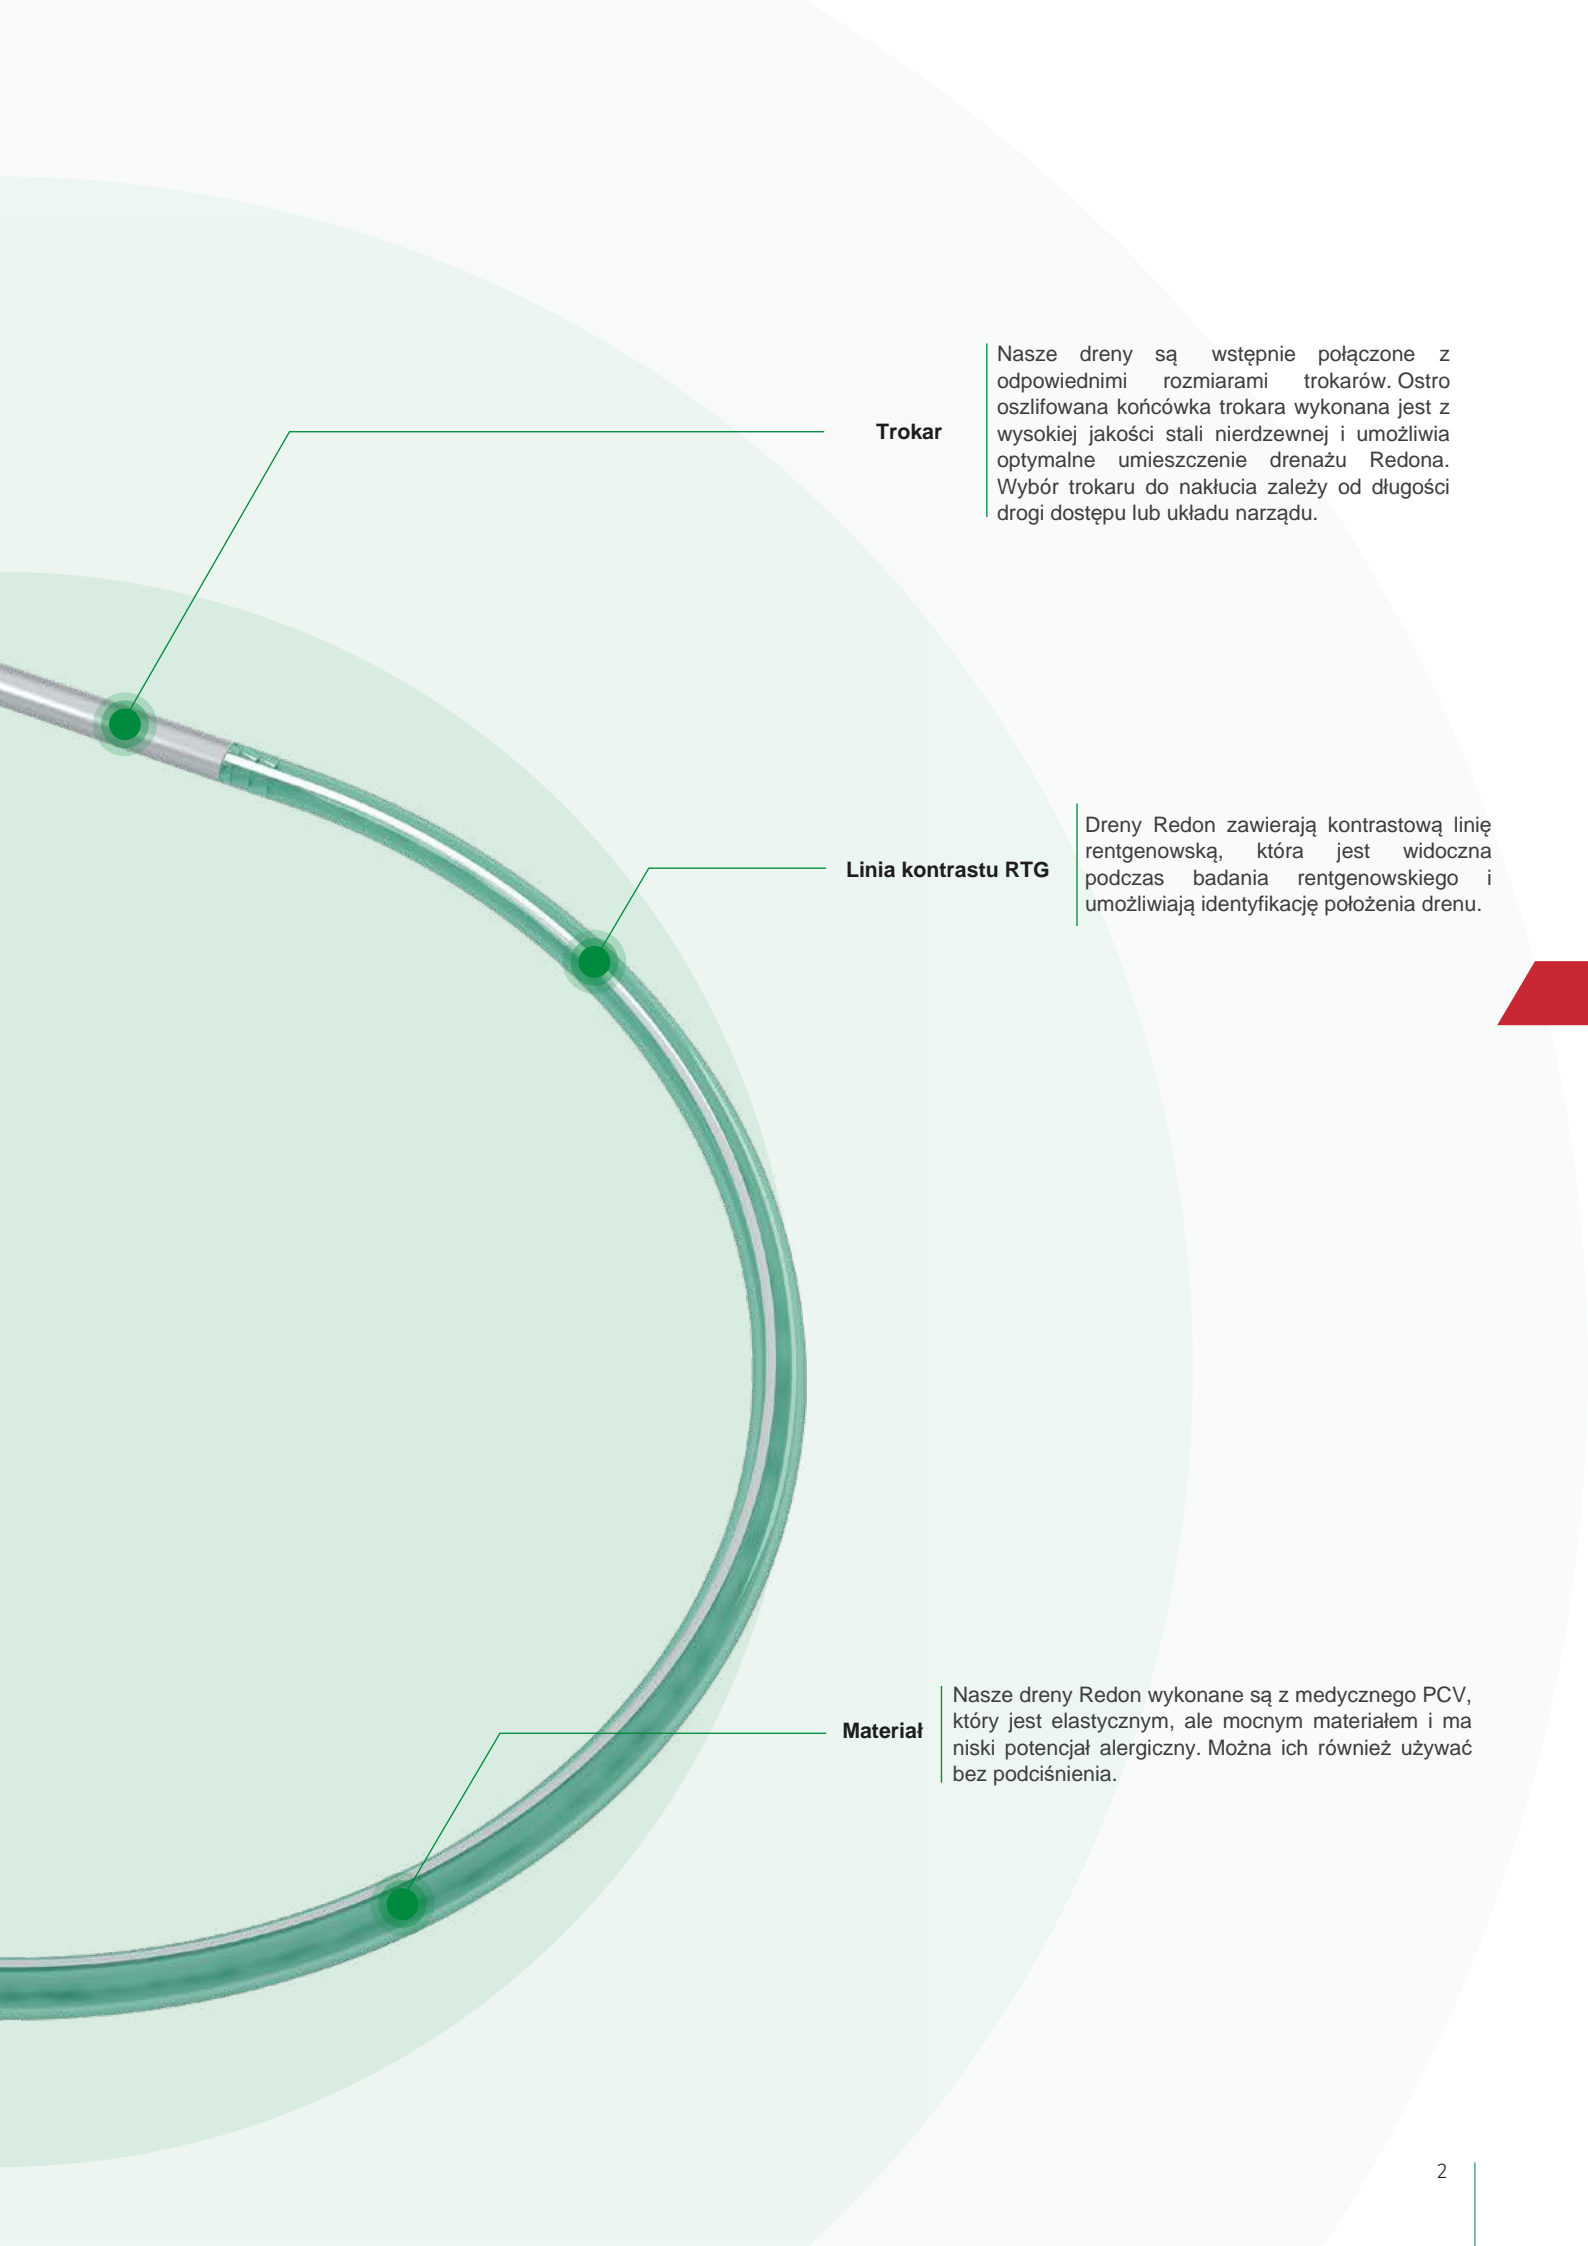 Trokar
Nasze dreny są wstępnie połączone z
odpowiednimi rozmiarami trokarów. Ostro
oszlifowana końcówka trokara wykonana jest z
wysokiej jakości stali nierdzewnej i umożliwia
optymalne umieszczenie drenażu Redona.
Wybór trokaru do nakłucia zależy od długości
drogi dostępu lub układu narządu.
Linia kontrastu RTG
Dreny Redon zawierają kontrastową linię
rentgenowską, która jest widoczna
podczas badania rentgenowskiego i
umożliwiają identyfikację położenia drenu.
Materiał
Nasze dreny Redon wykonane są z medycznego PCV,
który jest elastycznym, ale mocnym materiałem i ma
niski potencjał alergiczny. Można ich również używać
bez podciśnienia.
2